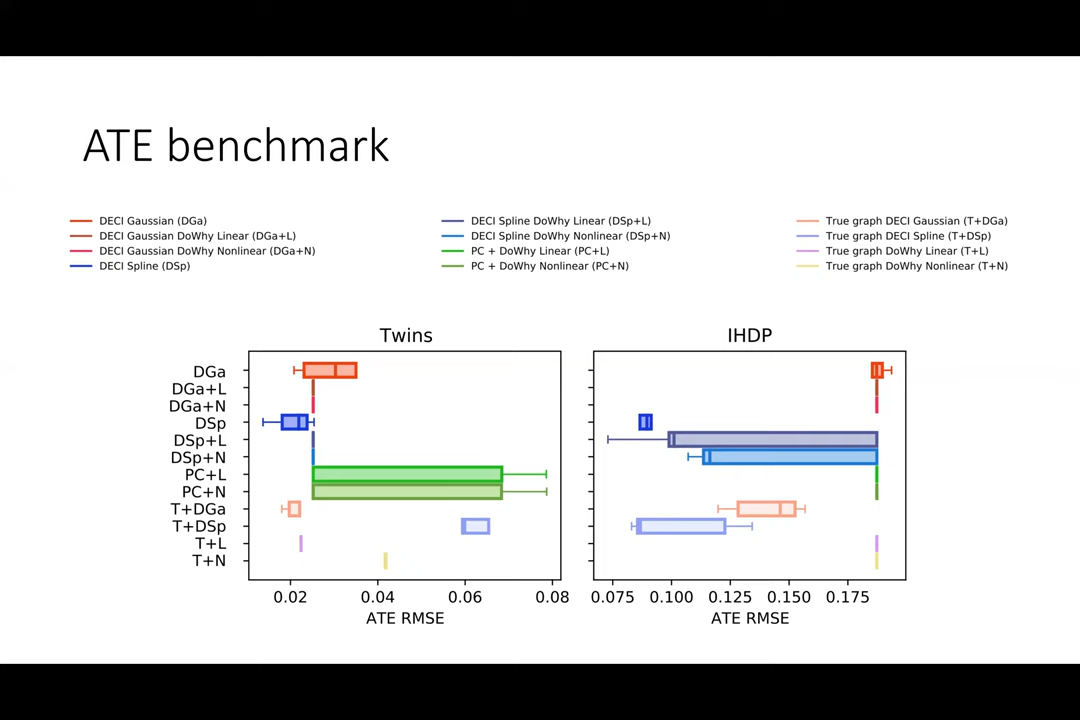 ATE benchmark
DECI Gaussian (DGa)
DECI Gaussian DoWhy Linear (DGa+L)
DECI Gaussian DoWhy Nonlinear (DGa+N)
DECI Spline (DSp)
DECI Spline DoWhy Linear (DSp+L)
DECI Spline DoWhy Nonlinear (DSp+N)
PC + DoWhy Linear (PC+L)
PC + DoWhy Nonlinear (PC+N)
True graph DECI Gaussian (T+DGa)
True graph DECI Spline (T+DSp)
True graph DoWhy Linear (T+L)
True graph DoWhy Nonlinear (T+N)
Twins
IHDP
DGa
DGa+L
DGa+N
DSp
DSp+L
DSp+N
PC+L
PC+N
T+DGa
T+DSp
T+L
T+N
0.02 0.04 0.06 0.08
ATE RMSE
0.075 0.100 0.125 0.150 0.175
ATE RMSE